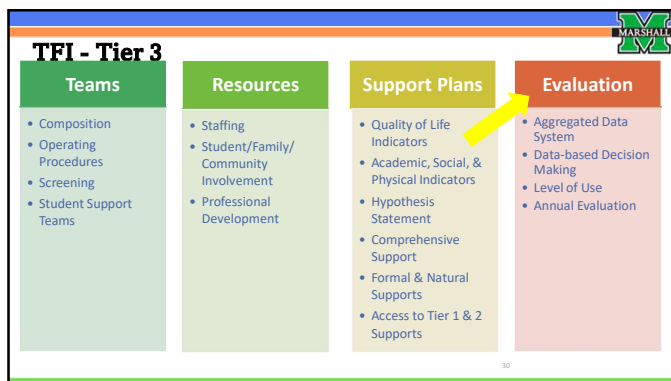 MARSHALL
TFI - Tier 3
Teams
• Composition
• Operating
Procedures
• Screening
• Student Support
Teams
Resources
• Staffing
• Student/Family/
Community
Involvement
• Professional
Development
Support Plans
• Quality of Life
Indicators
• Academic, Social, &
Physical Indicators
• Hypothesis
Statement
• Comprehensive
Support
• Formal & Natural
Supports
• Access to Tier 1 & 2
Supports
Evaluation
• Aggregated Data
System
• Data-based Decision
Making
• Level of Use
• Annual Evaluation
30